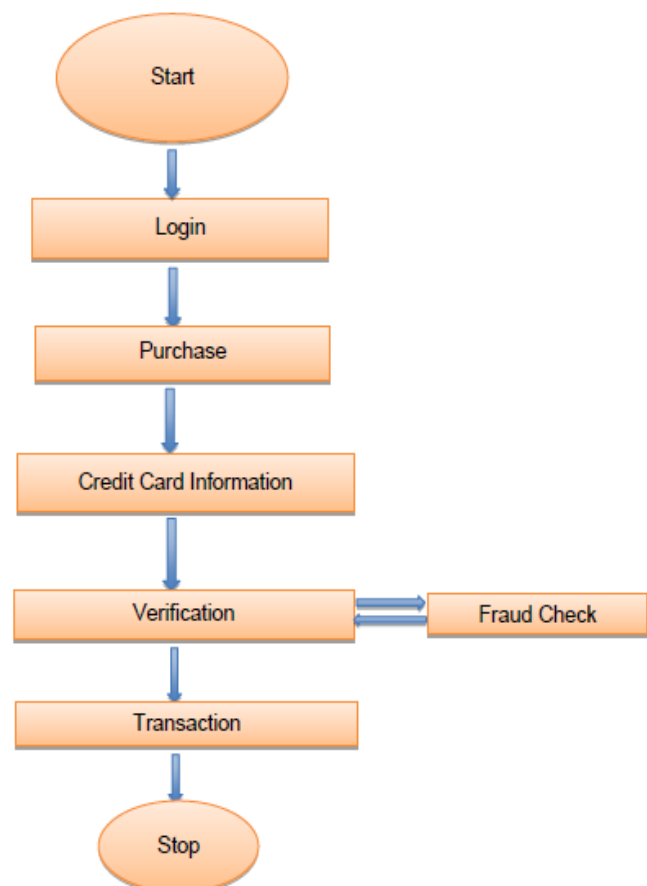 Start
Login
Purchase
Credit Card Information
Verification
Fraud Check
Transaction
Stop